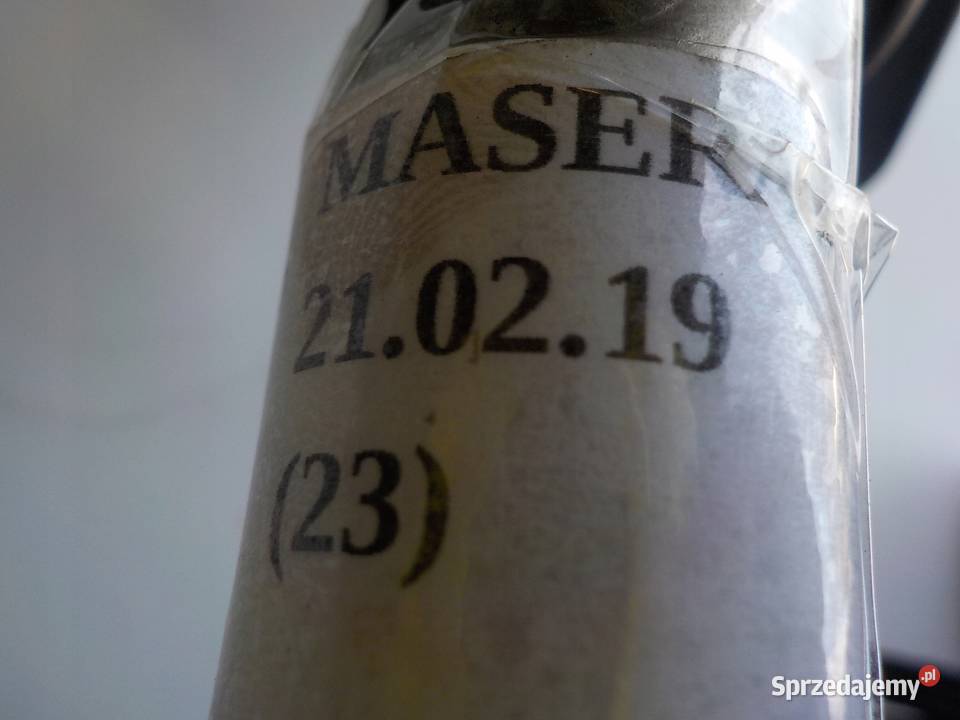 MASER
21.02.19
(23)
Sprzedajemy.pl